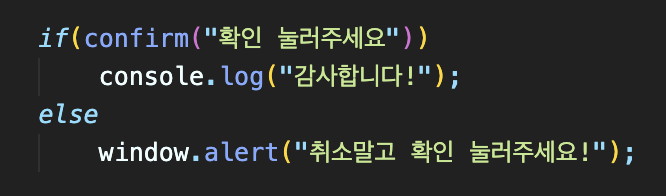 if(confirm("확인 눌러주세요"))
    console.log("감사합니다!");
else
    window.alert("취소말고 확인 눌러주세요!");